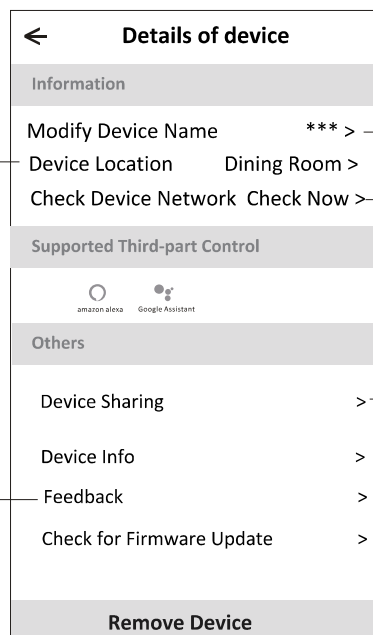 Details of device
Information
Modify Device Name *** >
Device Location Dining Room >
Check Device Network Check Now >
Supported Third-part Control
amazon alexa Google Assistant
Others
Device Sharing >
Device Info >
Feedback >
Check for Firmware Update >
Remove Device